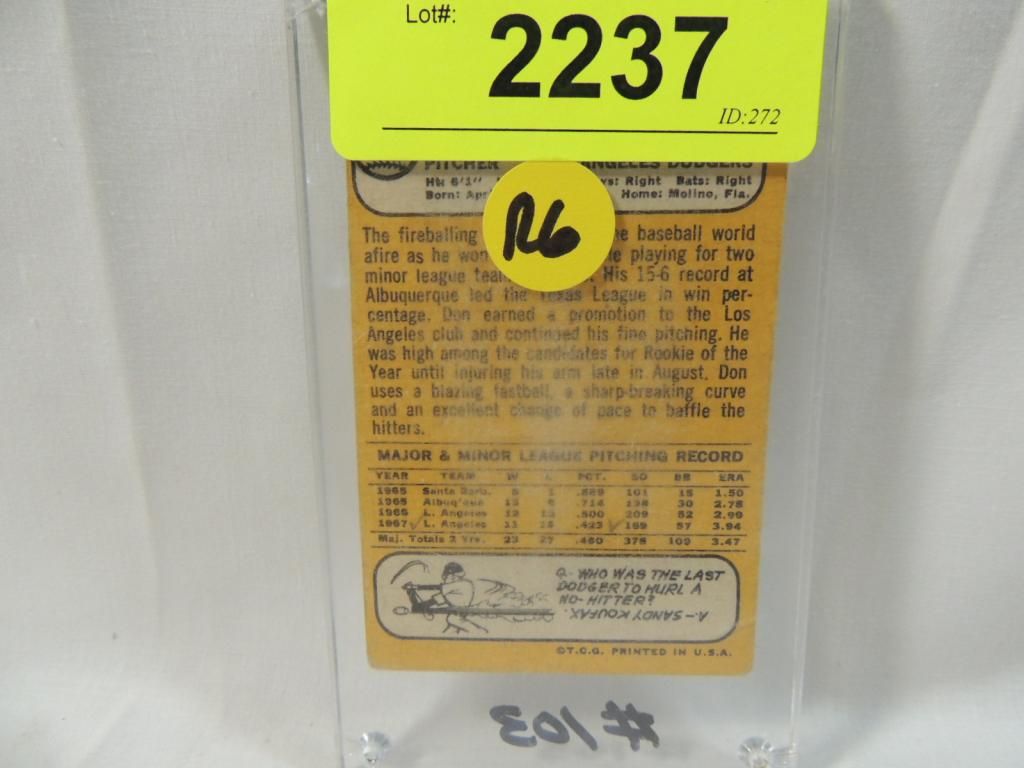 Lot#:
2237
ID:272
PITCHER ANGELES DODGERS
Ht: 6'1" Right Bats: Right
Born: Home: Molino, Fla.
R6
The fireballing baseball world
afire as he won playing for two
minor league His 15-6 record at
Albuquerque led the Texas League in win per-
centage. Don earned a promotion to the Los
Angeles club and continued his fine pitching. He
was high among the candidates for Rookie of the
Year until injuring his arm late in August. Don
uses a blazing fastball, a sharp-breaking curve
and an excellent change of pace to baffle the
hitters.
MAJOR & MINOR LEAGUE PITCHING RECORD
YEAR TEAM W L PCT. SO BB ERA
1965 Santa Barb. 8 1 .889 101 15 1.50
1965 Albuq'que 15 6 .714 138 30 2.78
1966 L. Angeles 12 12 .500 209 52 2.99
1967 L. Angeles 11 15 .423 169 57 3.94
Maj. Totals 2 Yrs. 23 27 .460 378 109 3.47
Q- WHO WAS THE LAST
DODGER TO HURL A
NO-HITTER?
A- SANDY KOUFAX.
©T.C.G. PRINTED IN U.S.A.
#103